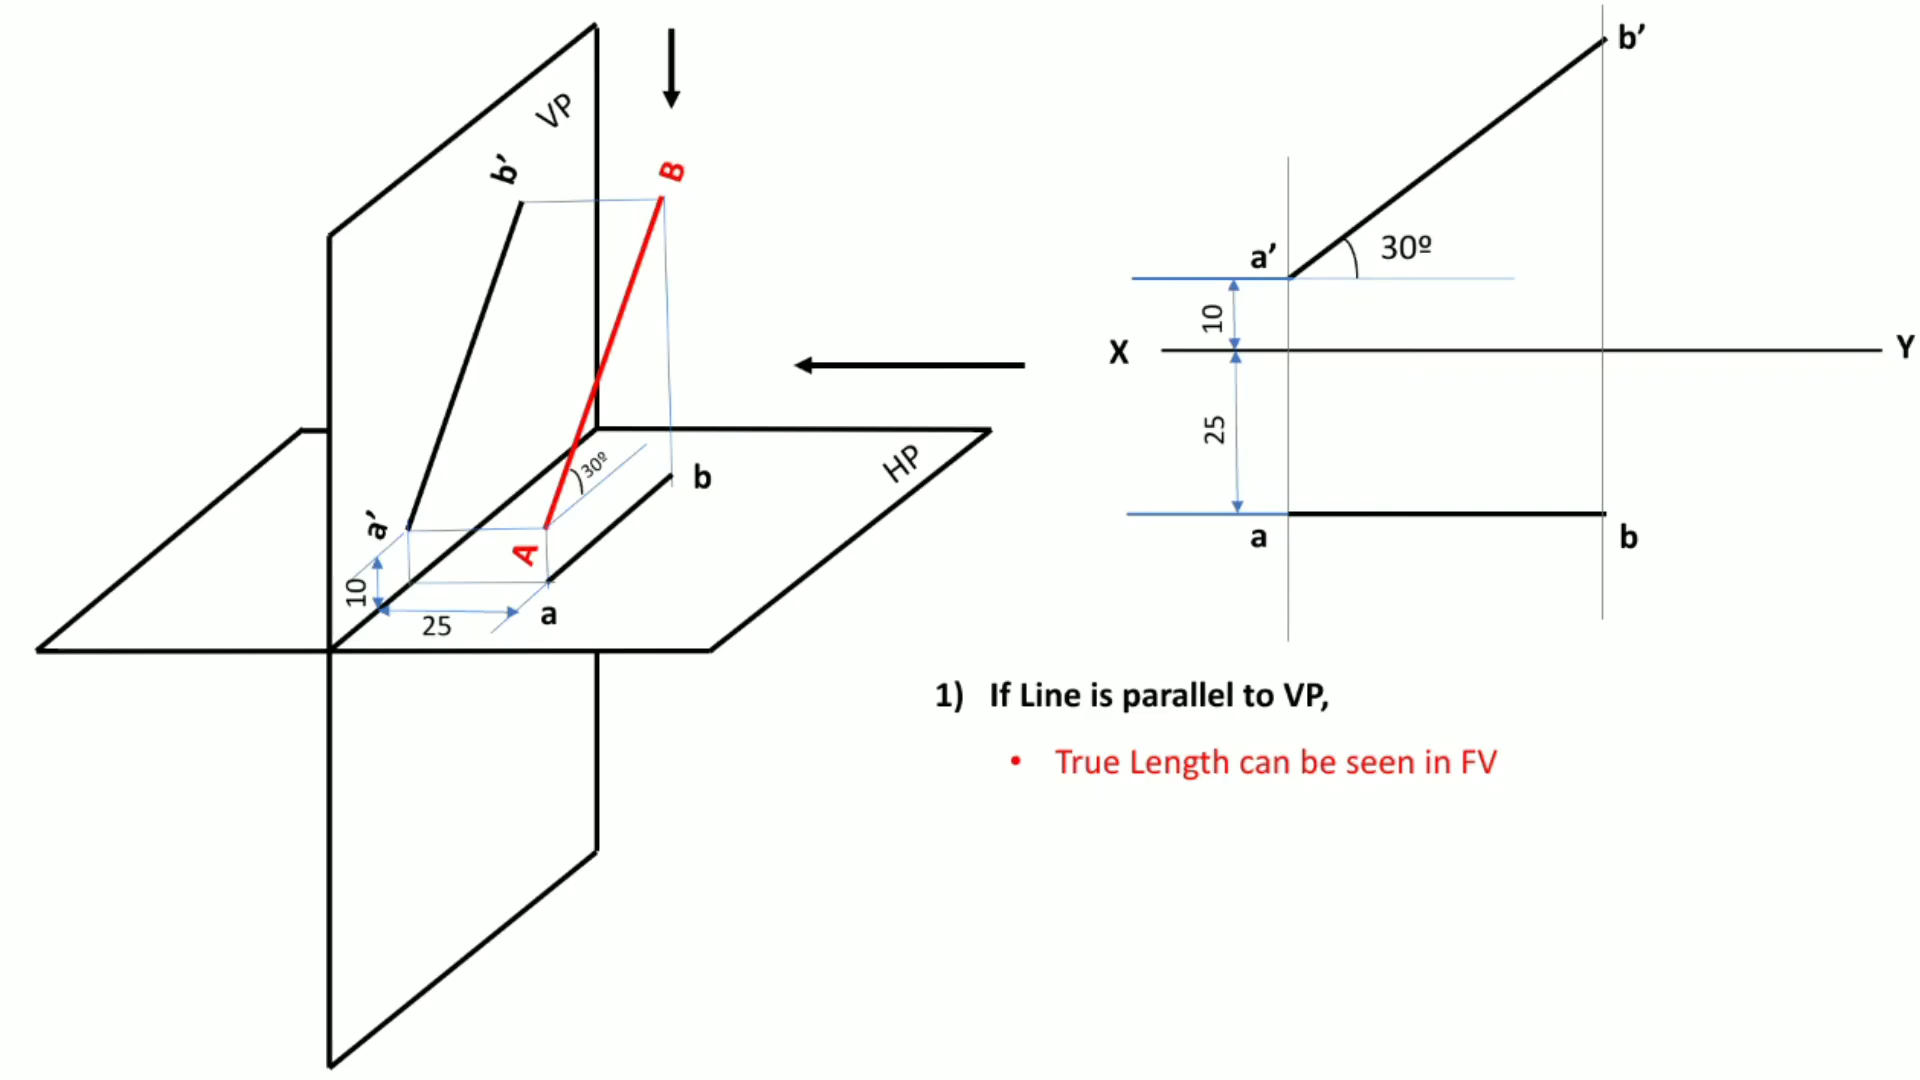 VP
b’
B
30º
HP
b
a’
A
10
25
a
b’
a’
30º
10
X
Y
25
a
b
1) If Line is parallel to VP,
• True Length can be seen in FV